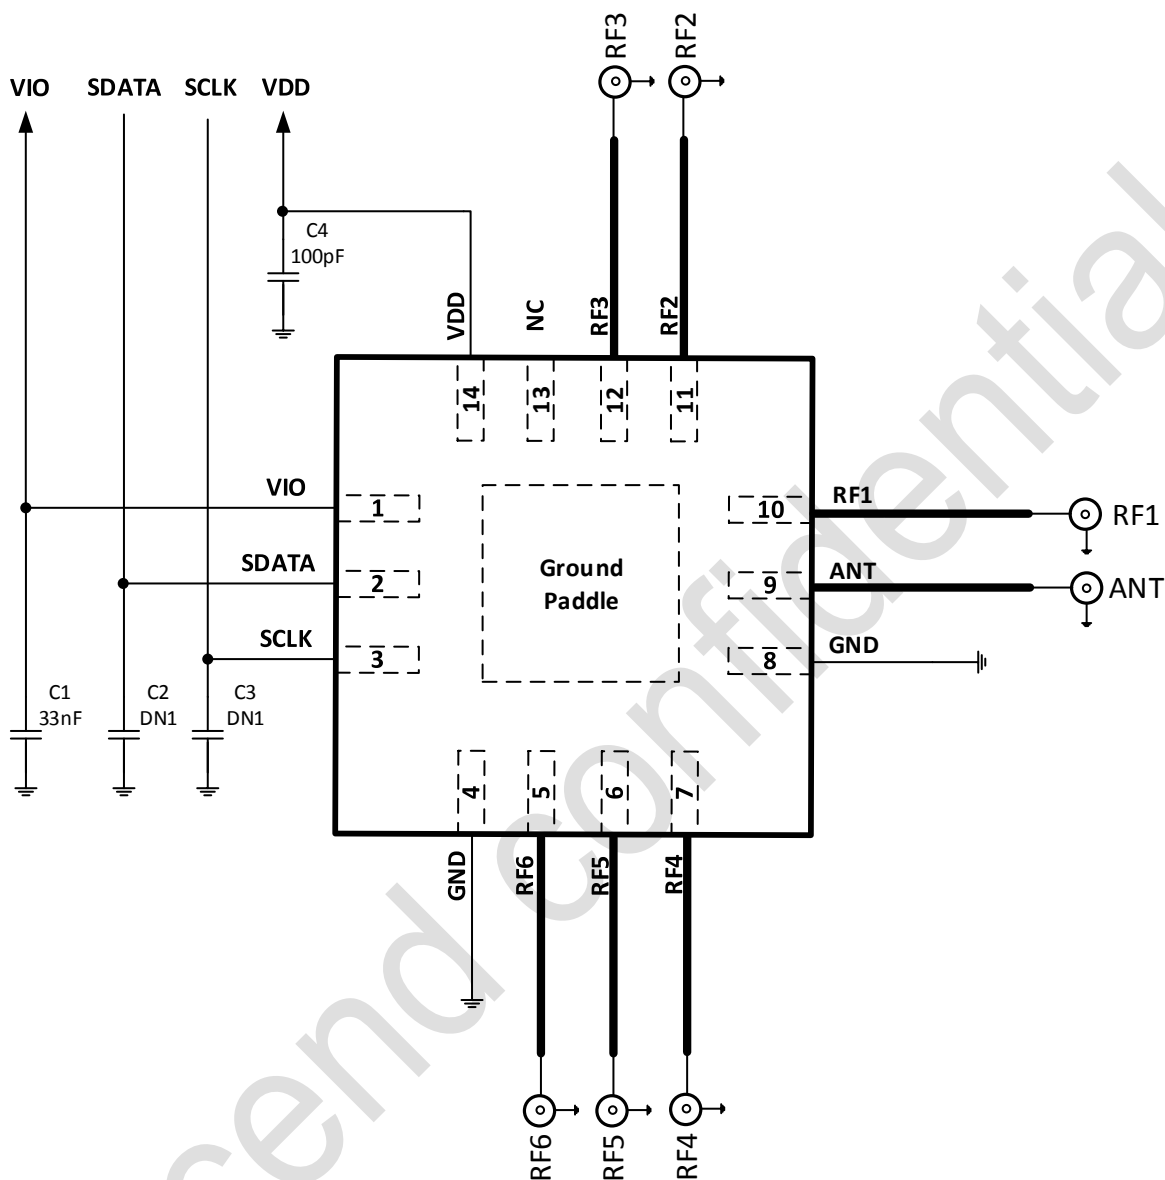 RF3
RF2
VIO
SDATA
SCLK
VDD
C4
100pF
VDD
NC
RF3
RF2
14
13
12
11
VIO
1
10
RF1
RF1
SDATA
2
Ground
Paddle
9
ANT
ANT
SCLK
3
8
GND
C1
33nF
C2
DN1
C3
DN1
4
5
6
7
GND
RF6
RF5
RF4
RF6
RF5
RF4
cend confidential